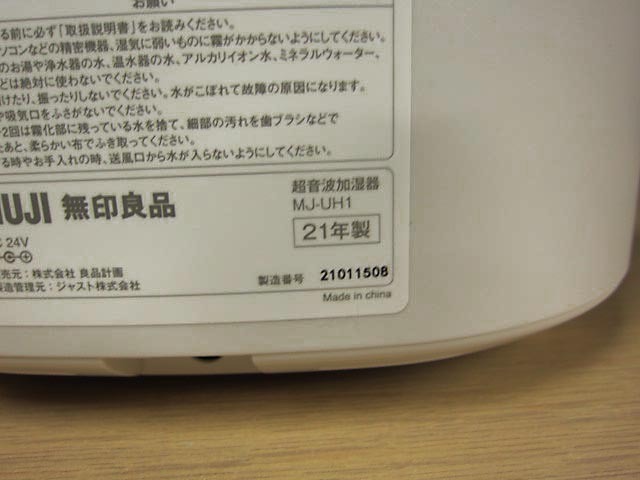 お願い
る前に必ず「取扱説明書」をお読みください。
ソコンなどの精密機器、湿気に弱いものに霧がかからないようにしてください。
のお湯や浄水器の水、温水器の水、アルカリイオン水、ミネラルウォーター、
どは絶対に使わないでください。
けたり、振ったりしないでください。水がこぼれて故障の原因になります。
や吸気口をふさがないでください。
2回は霧化部に残っている水を捨て、細部の汚れを歯ブラシなどで
たあと、柔らかい布でふき取ってください。
る時やお手入れの時、送風口から水が入らないようにしてください。
MUJI 無印良品
超音波加湿器
MJ-UH1
21年製
C 24V
売元:株式会社 良品計画
製造管理元:ジャスト株式会社
製造番号 21011508
Made in china